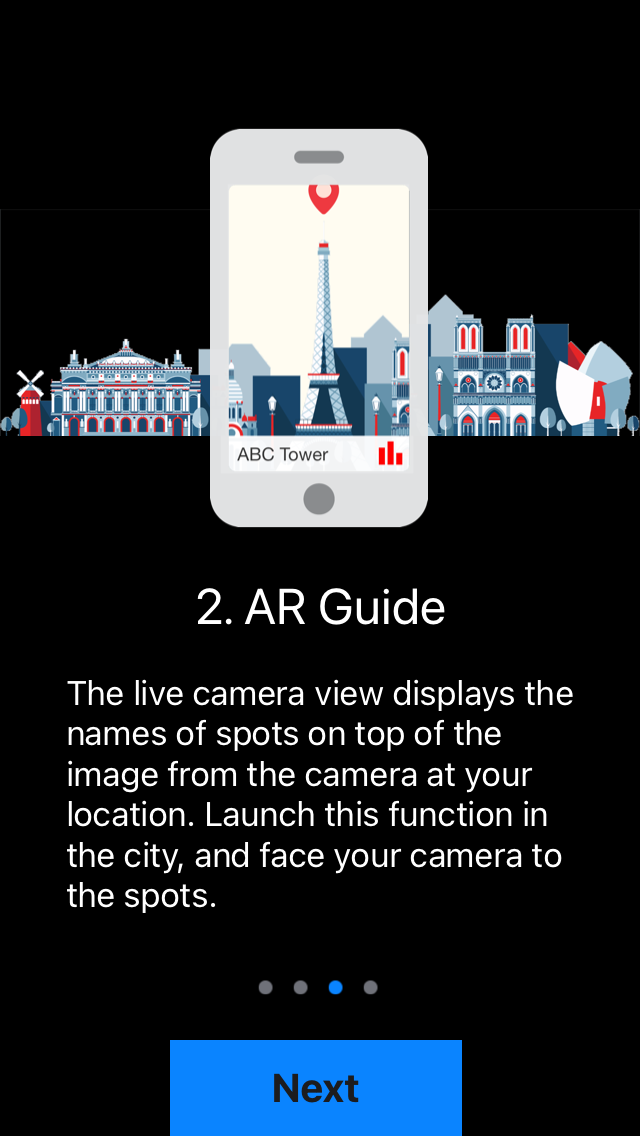 ABC Tower
2. AR Guide
The live camera view displays the
names of spots on top of the
image from the camera at your
location. Launch this function in
the city, and face your camera to
the spots.
Next